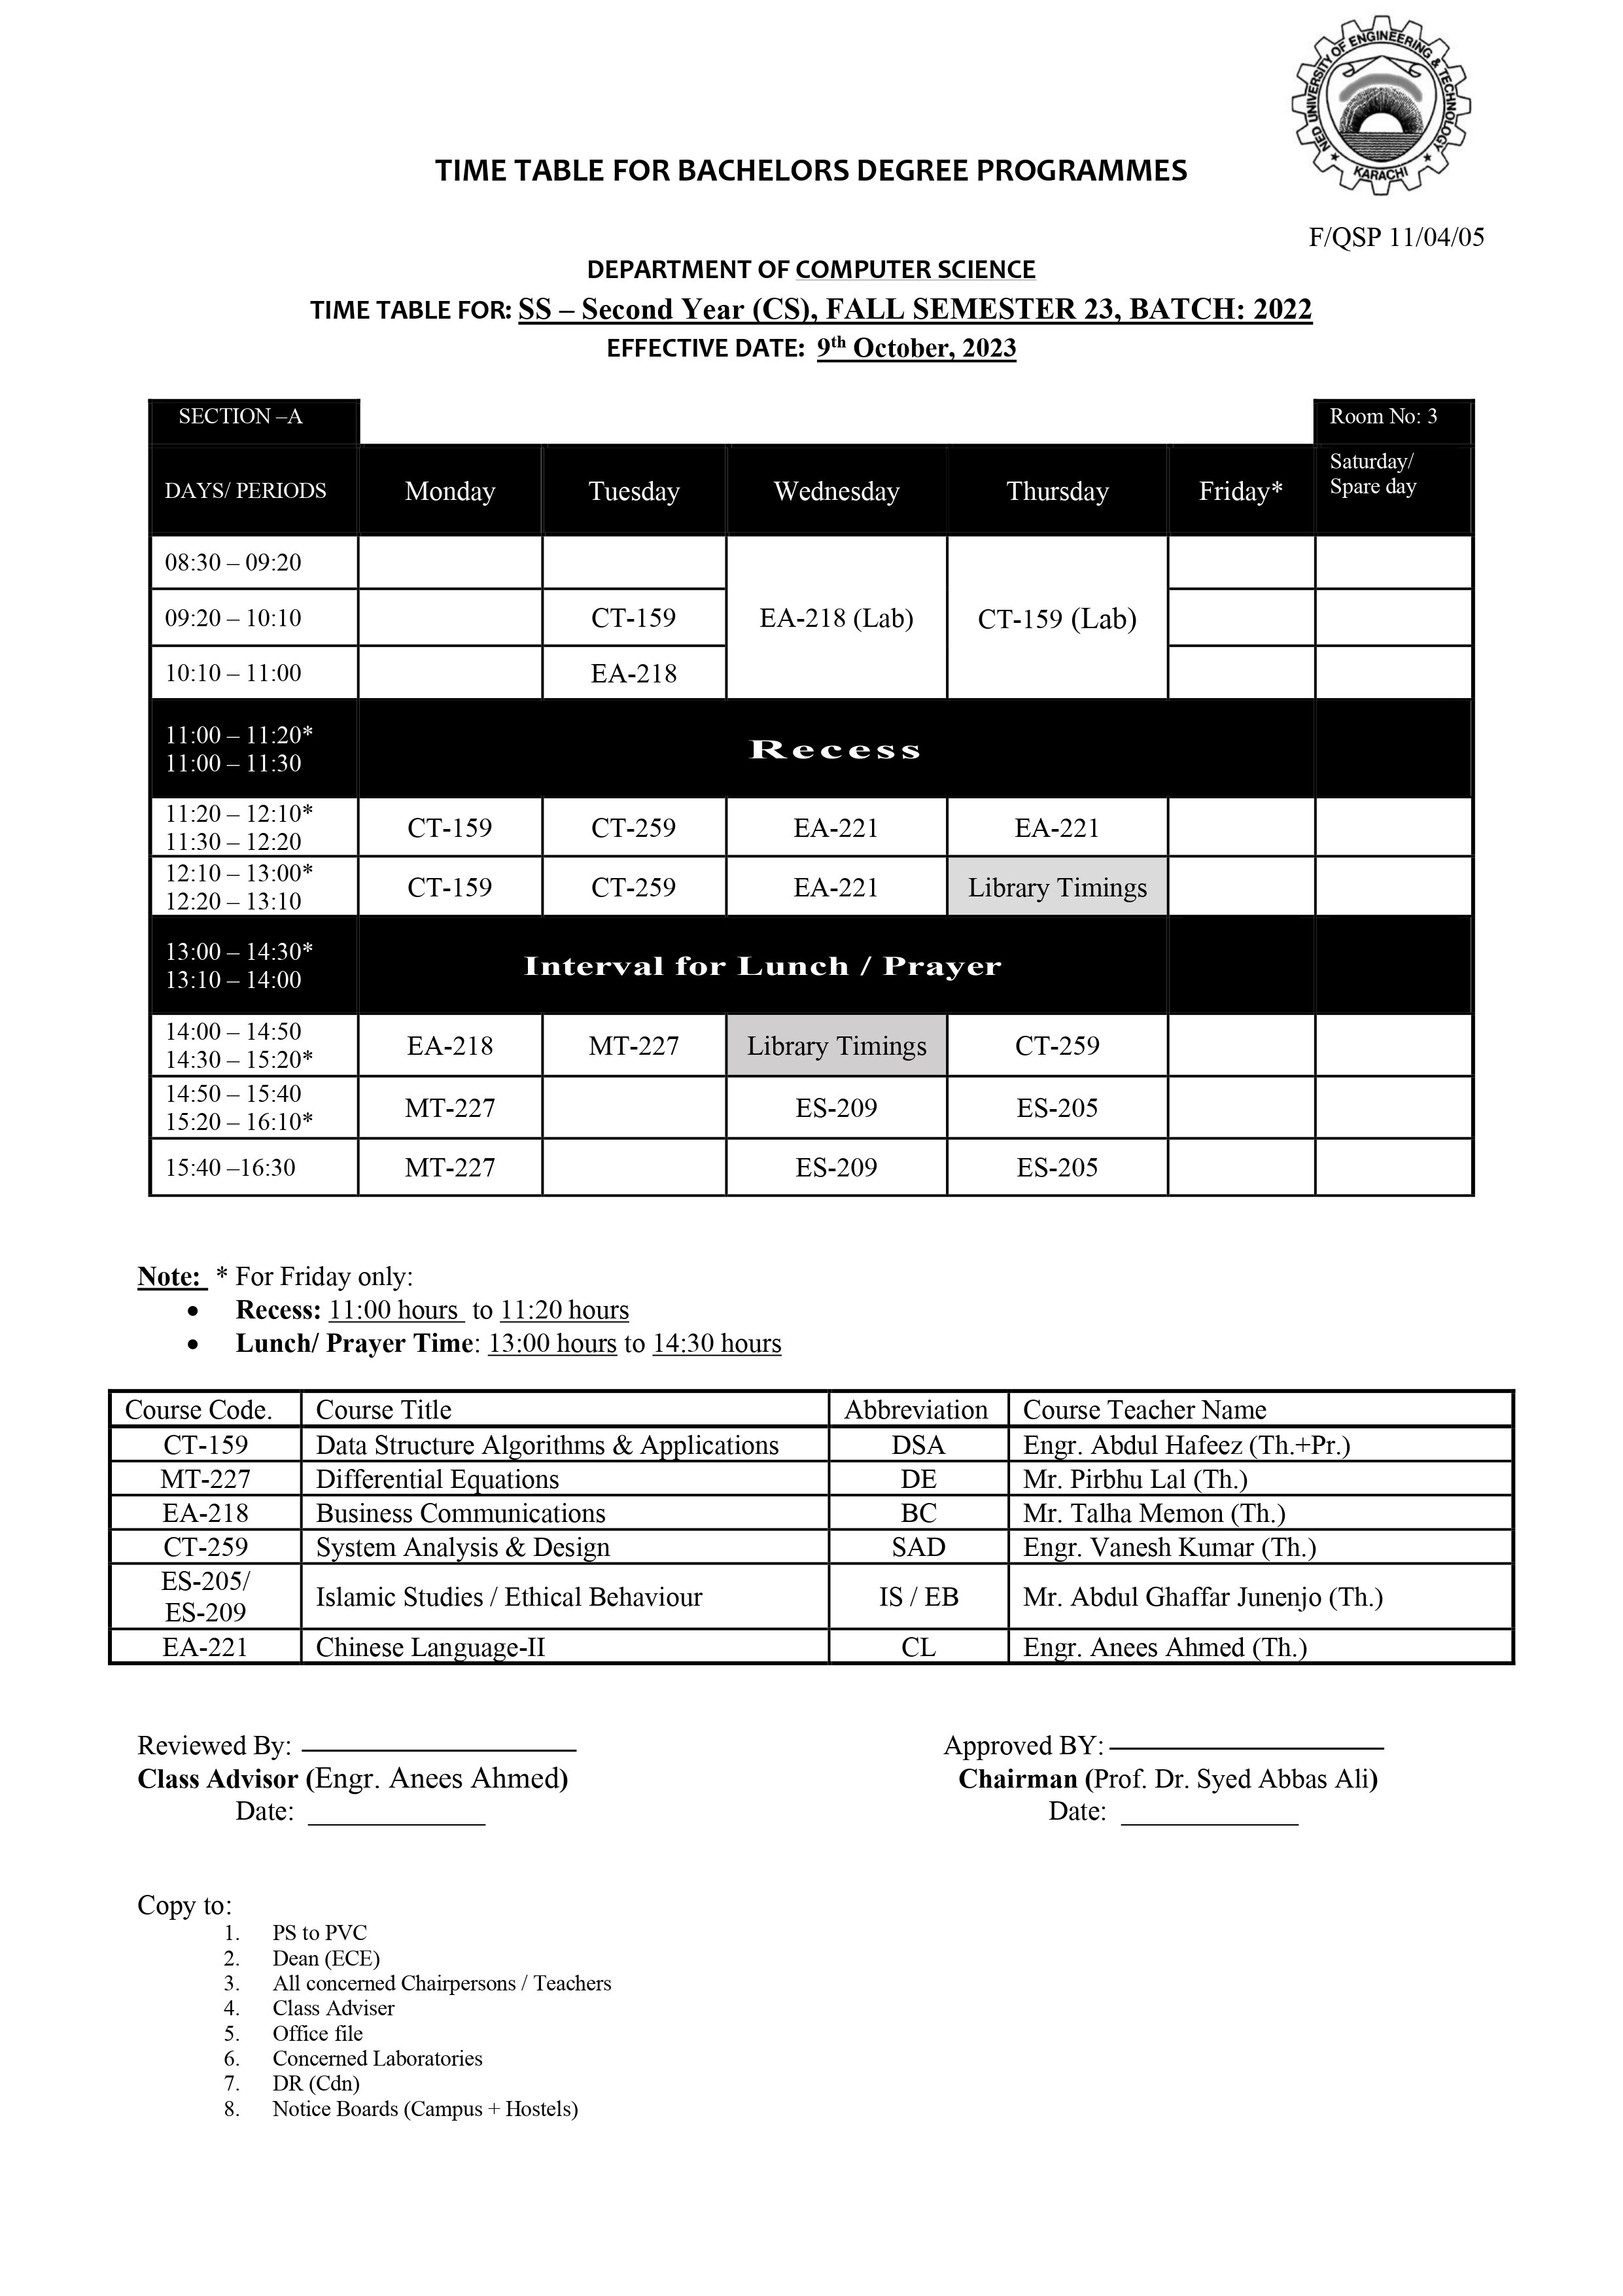 NED UNIVERSITY OF ENGINEERING & TECHNOLOGY
KARACHI
TIME TABLE FOR BACHELORS DEGREE PROGRAMMES
F/QSP 11/04/05
DEPARTMENT OF COMPUTER SCIENCE
TIME TABLE FOR: SS – Second Year (CS), FALL SEMESTER 23, BATCH: 2022
EFFECTIVE DATE: 9th October, 2023
SECTION –A Room No: 3
DAYS/ PERIODS Monday Tuesday Wednesday Thursday Friday* Saturday/
Spare day
08:30 – 09:20
09:20 – 10:10 CT-159 EA-218 (Lab) CT-159 (Lab)
10:10 – 11:00 EA-218
11:00 – 11:20*
11:00 – 11:30
Recess
11:20 – 12:10*
11:30 – 12:20
CT-159 CT-259 EA-221 EA-221
12:10 – 13:00*
12:20 – 13:10
CT-159 CT-259 EA-221 Library Timings
13:00 – 14:30*
13:10 – 14:00
Interval for Lunch / Prayer
14:00 – 14:50
14:30 – 15:20*
EA-218 MT-227 Library Timings CT-259
14:50 – 15:40
15:20 – 16:10*
MT-227 ES-209 ES-205
15:40 –16:30 MT-227 ES-209 ES-205
Note: * For Friday only:
• Recess: 11:00 hours to 11:20 hours
• Lunch/ Prayer Time: 13:00 hours to 14:30 hours
Course Code. Course Title Abbreviation Course Teacher Name
CT-159 Data Structure Algorithms & Applications DSA Engr. Abdul Hafeez (Th.+Pr.)
MT-227 Differential Equations DE Mr. Pirbhu Lal (Th.)
EA-218 Business Communications BC Mr. Talha Memon (Th.)
CT-259 System Analysis & Design SAD Engr. Vanesh Kumar (Th.)
ES-205/
ES-209
Islamic Studies / Ethical Behaviour IS / EB Mr. Abdul Ghaffar Junenjo (Th.)
EA-221 Chinese Language-II CL Engr. Anees Ahmed (Th.)
Reviewed By: Approved BY:
Class Advisor (Engr. Anees Ahmed) Chairman (Prof. Dr. Syed Abbas Ali)
Date: Date:
Copy to:
1. PS to PVC
2. Dean (ECE)
3. All concerned Chairpersons / Teachers
4. Class Adviser
5. Office file
6. Concerned Laboratories
7. DR (Cdn)
8. Notice Boards (Campus + Hostels)